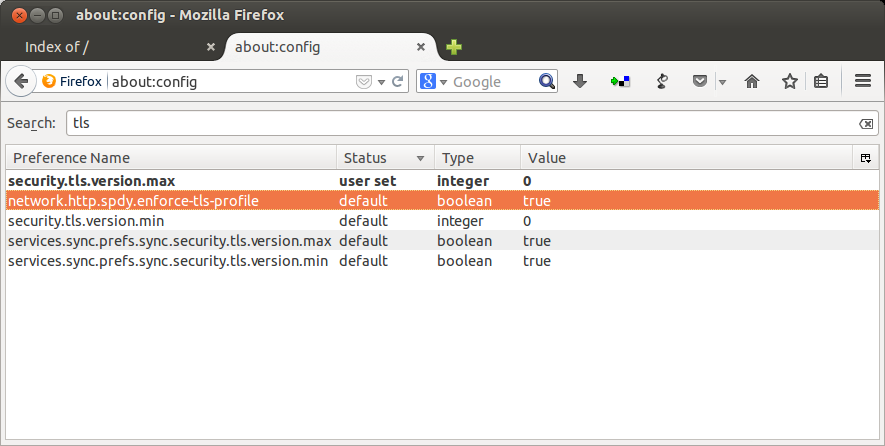 about:config - Mozilla Firefox
Index of / about:config
Firefox about:config Google
Search: tls
Preference Name Status Type Value
security.tls.version.max user set integer 0
network.http.spdy.enforce-tls-profile default boolean true
security.tls.version.min default integer 0
services.sync.prefs.sync.security.tls.version.max default boolean true
services.sync.prefs.sync.security.tls.version.min default boolean true